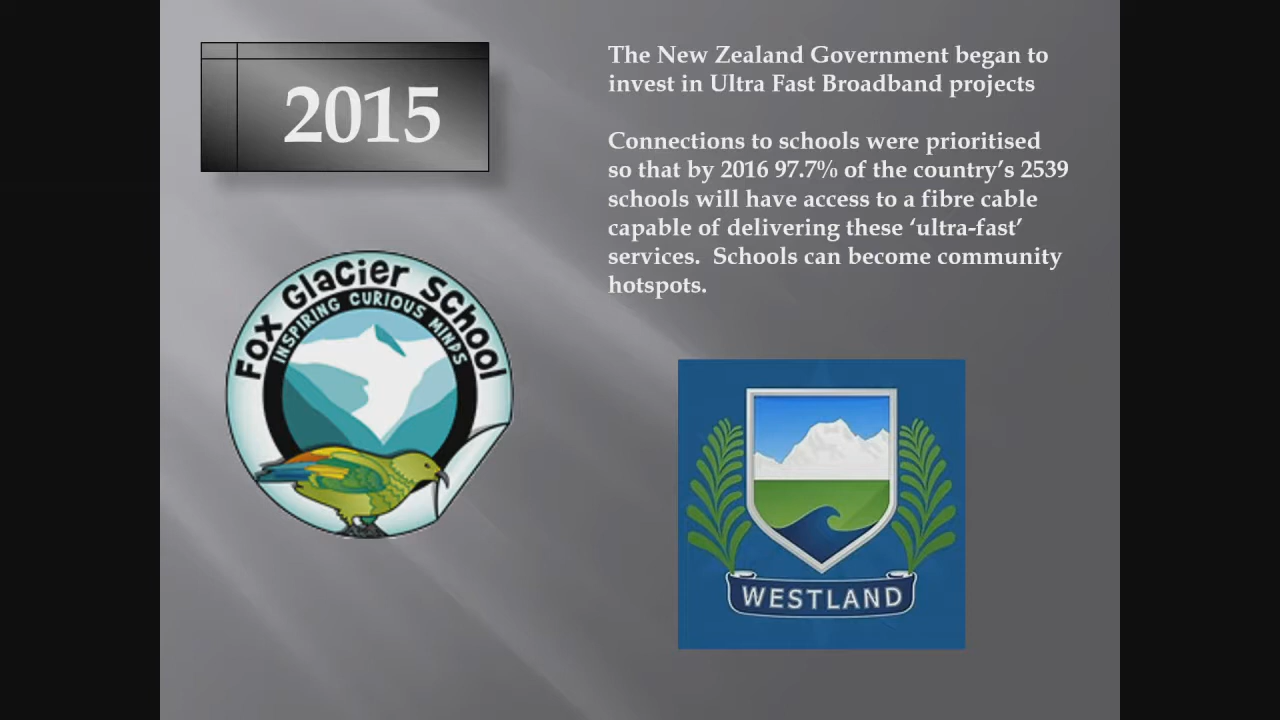 2015
The New Zealand Government began to
invest in Ultra Fast Broadband projects
Connections to schools were prioritised
so that by 2016 97.7% of the country’s 2539
schools will have access to a fibre cable
capable of delivering these ‘ultra-fast’
services.  Schools can become community
hotspots.
Fox Glacier School
INSPIRING CURIOUS MINDS
WESTLAND